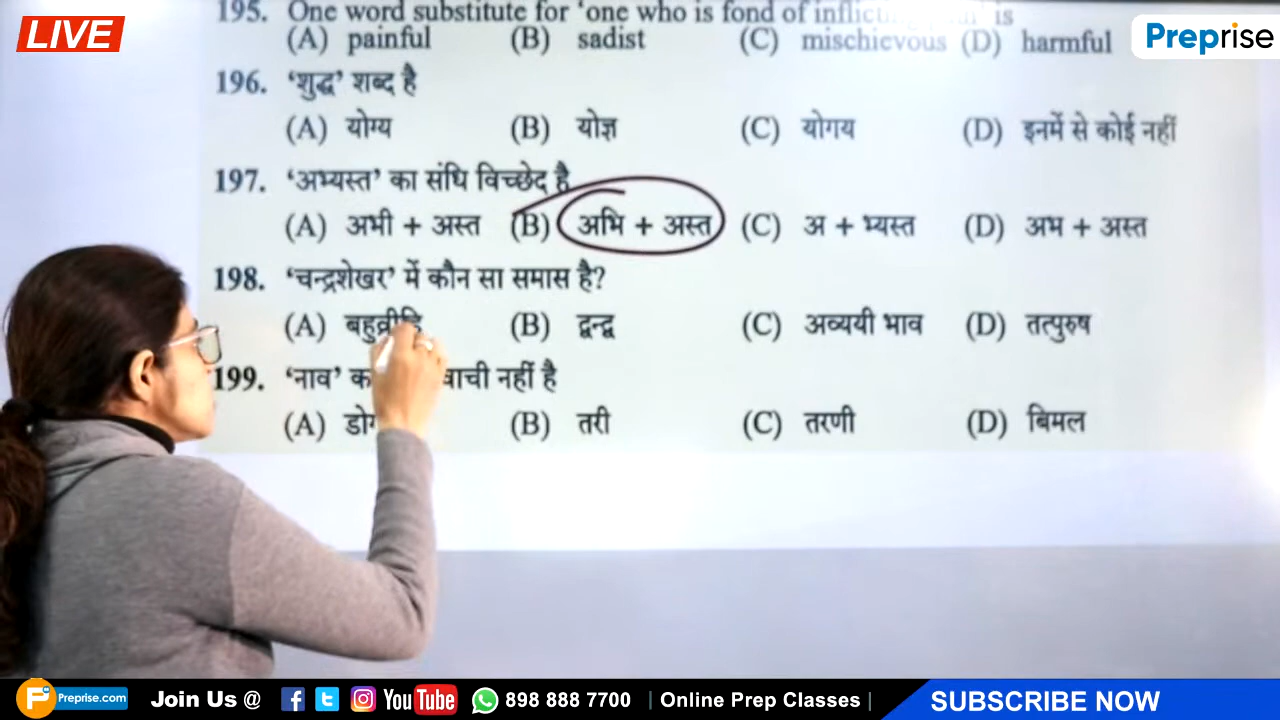 LIVE
Preprise
195. One word substitute for ‘one who is fond of is
(A) painful (B) sadist (C) mischievous (D) harmful
196. ‘शुद्ध’ शब्द है
(A) योग्य (B) योज्ञ (C) योगय (D) इनमें से कोई नहीं
197. ‘अभ्यस्त’ का संधि विच्छेद है
(A) अभी + अस्त (B) अभि + अस्त (C) अ + भ्यस्त (D) अभ + अस्त
198. ‘चन्द्रशेखर’ में कौन सा समास है?
(A) बहुव्रीहि (B) द्वन्द्व (C) अव्ययी भाव (D) तत्पुरुष
199. ‘नाव’ वाची नहीं है
(A) (B) तरी (C) तरणी (D) बिमल
Preprise.com Join Us @ YouTube 898 888 7700 | Online Prep Classes | SUBSCRIBE NOW